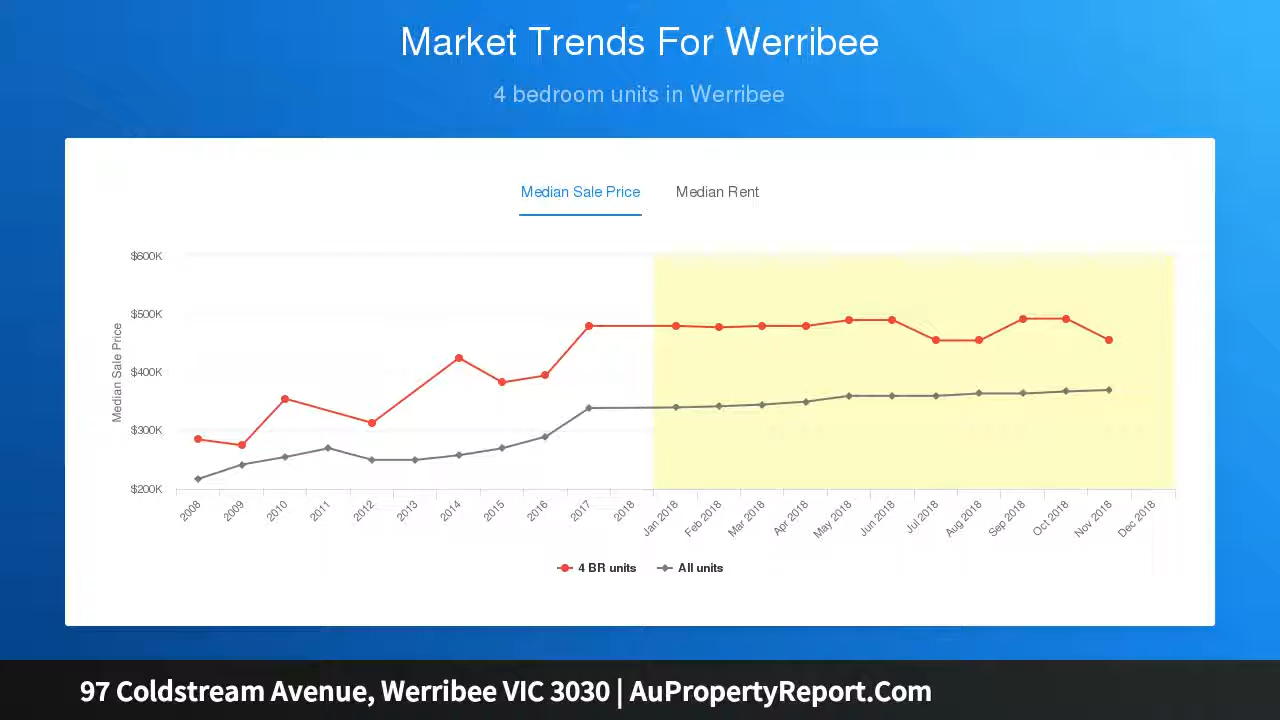 Market Trends For Werribee
4 bedroom units in Werribee
Median Sale Price
Median Rent
$600K
$500K
$400K
$300K
$200K
Median Sale Price
2008
2009
2010
2011
2012
2013
2014
2015
2016
2017
2018
Jan 2018
Feb 2018
Mar 2018
Apr 2018
May 2018
Jun 2018
Jul 2018
Aug 2018
Sep 2018
Oct 2018
Nov 2018
Dec 2018
4 BR units
All units
97 Coldstream Avenue, Werribee VIC 3030 | AuPropertyReport.Com